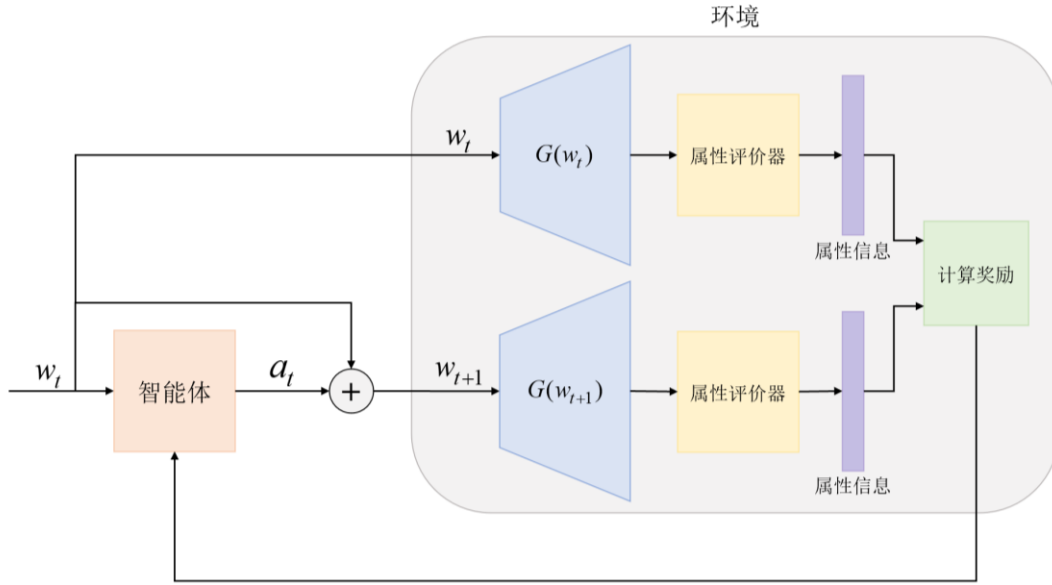 环境
w_t
G(w_t)
属性评价器
属性信息
计算奖励
w_t
智能体
a_t
+
w_{t+1}
G(w_{t+1})
属性评价器
属性信息